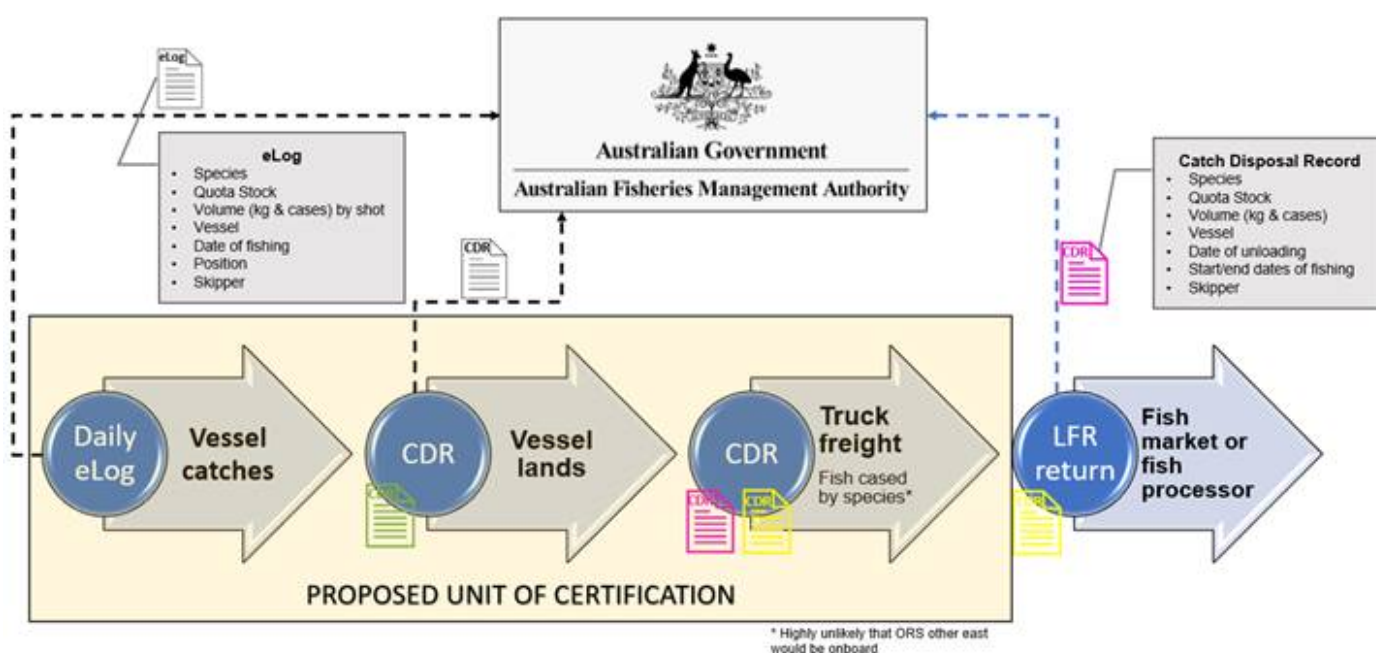 eLog
Australian Government
Australian Fisheries Management Authority
eLog
• Species
• Quota Stock
• Volume (kg & cases) by shot
• Vessel
• Date of fishing
• Position
• Skipper
CDR
Catch Disposal Record
• Species
• Quota Stock
• Volume (kg & cases)
• Vessel
• Date of unloading
• Start/end dates of fishing
• Skipper
CDR
Daily
eLog
Vessel
catches
CDR
CDR
Vessel
lands
CDR
CDR
CDR
Truck
freight
Fish cased
by species*
LFR
return
CDR
Fish
market or
fish
processor
PROPOSED UNIT OF CERTIFICATION
* Highly unlikely that ORS other east
would be onboard